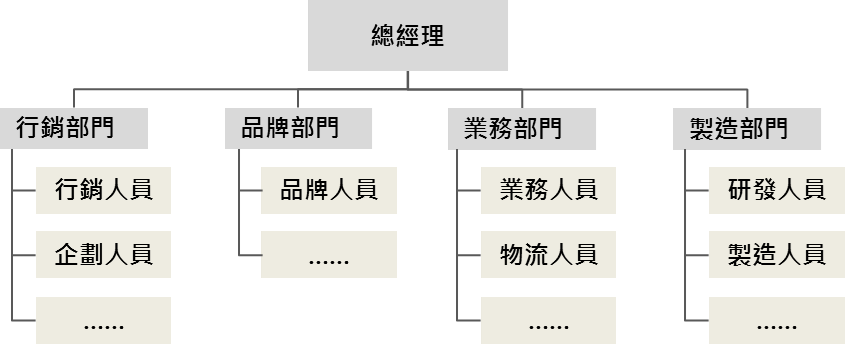 總經理
行銷部門
品牌部門
業務部門
製造部門
行銷人員
品牌人員
業務人員
研發人員
企劃人員
……
物流人員
製造人員
……
……
……